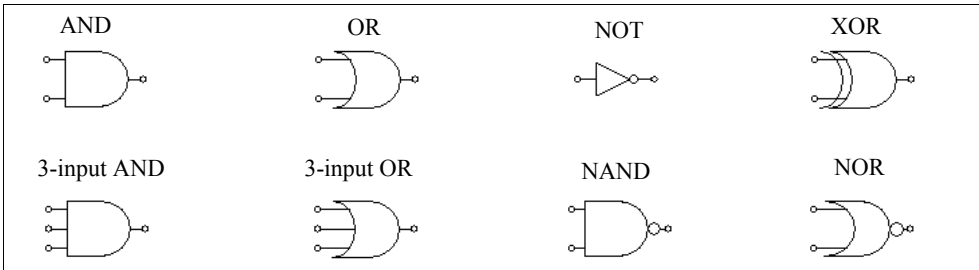 AND
OR
NOT
XOR
3-input AND
3-input OR
NAND
NOR